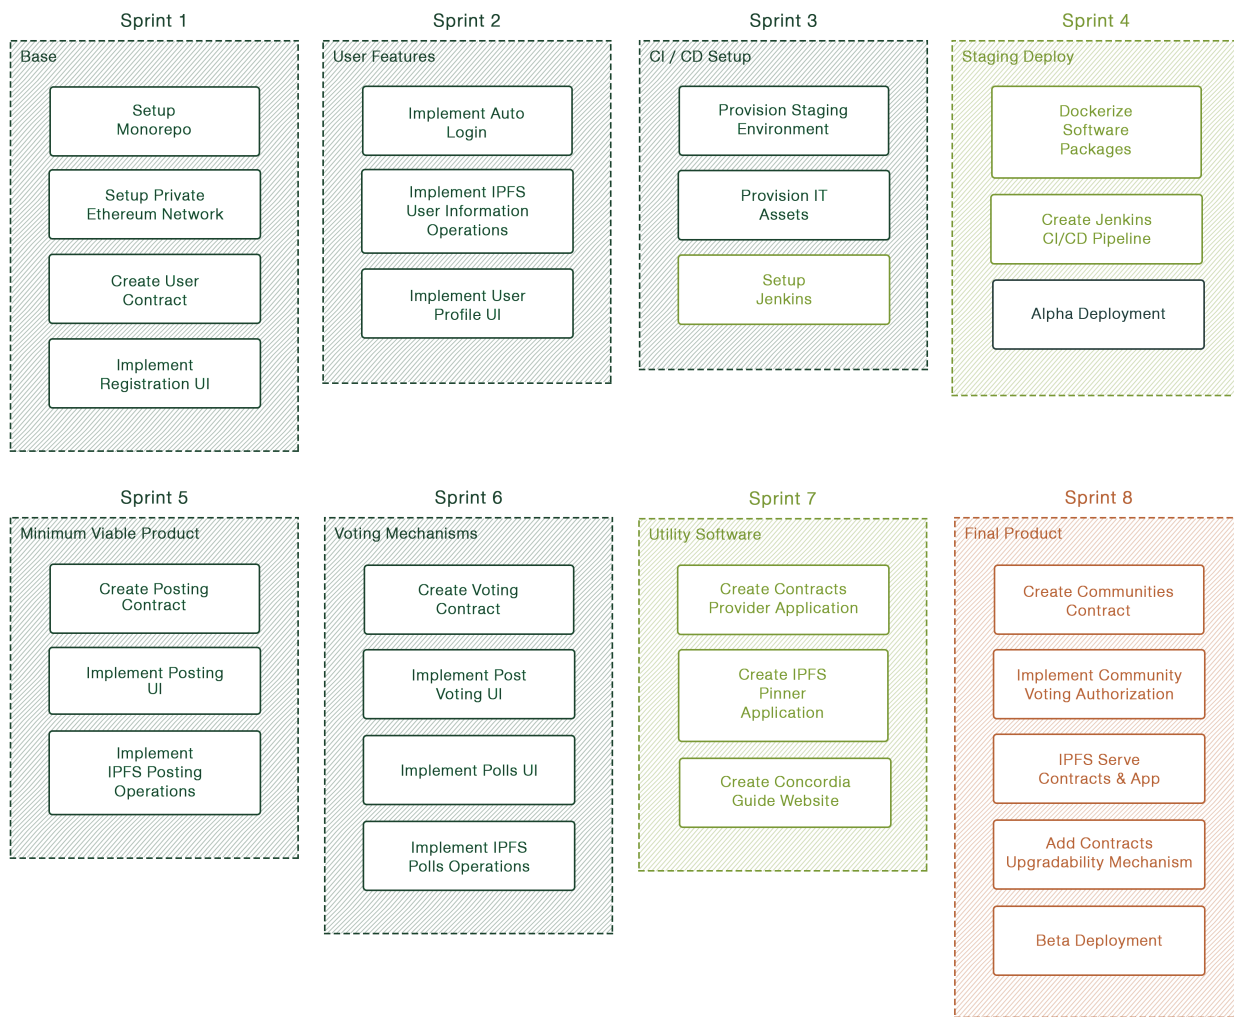 Sprint 1
Base
Setup
Monorepo
Setup Private
Ethereum Network
Create User
Contract
Implement
Registration UI
Sprint 2
User Features
Implement Auto
Login
Implement IPFS
User Information
Operations
Implement User
Profile UI
Sprint 3
CI / CD Setup
Provision Staging
Environment
Provision IT
Assets
Setup
Jenkins
Sprint 4
Staging Deploy
Dockerize
Software
Packages
Create Jenkins
CI/CD Pipeline
Alpha Deployment
Sprint 5
Minimum Viable Product
Create Posting
Contract
Implement Posting
UI
Implement
IPFS Posting
Operations
Sprint 6
Voting Mechanisms
Create Voting
Contract
Implement Post
Voting UI
Implement Polls UI
Implement IPFS
Polls Operations
Sprint 7
Utility Software
Create Contracts
Provider Application
Create IPFS
Pinner
Application
Create Concordia
Guide Website
Sprint 8
Final Product
Create Communities
Contract
Implement Community
Voting Authorization
IPFS Serve
Contracts & App
Add Contracts
Upgradability Mechanism
Beta Deployment